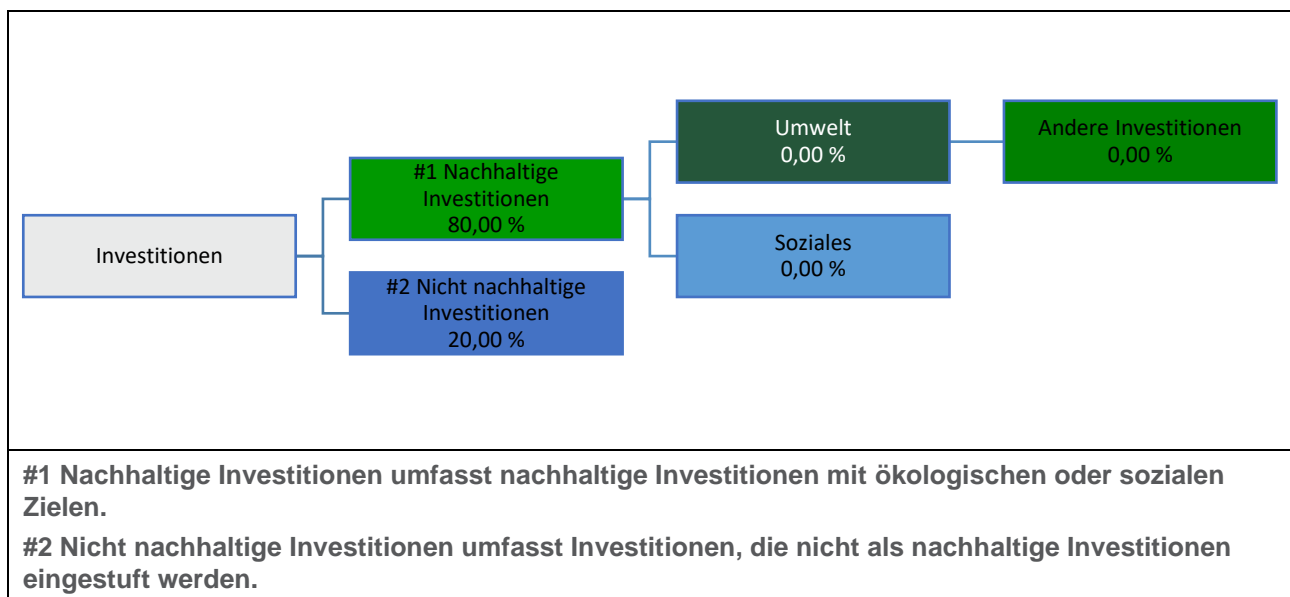 Umwelt
0,00 %
Andere Investitionen
0,00 %
#1 Nachhaltige
Investitionen
80,00 %
Investitionen
Soziales
0,00 %
#2 Nicht nachhaltige
Investitionen
20,00 %
#1 Nachhaltige Investitionen umfasst nachhaltige Investitionen mit ökologischen oder sozialen
Zielen.
#2 Nicht nachhaltige Investitionen umfasst Investitionen, die nicht als nachhaltige Investitionen
eingestuft werden.